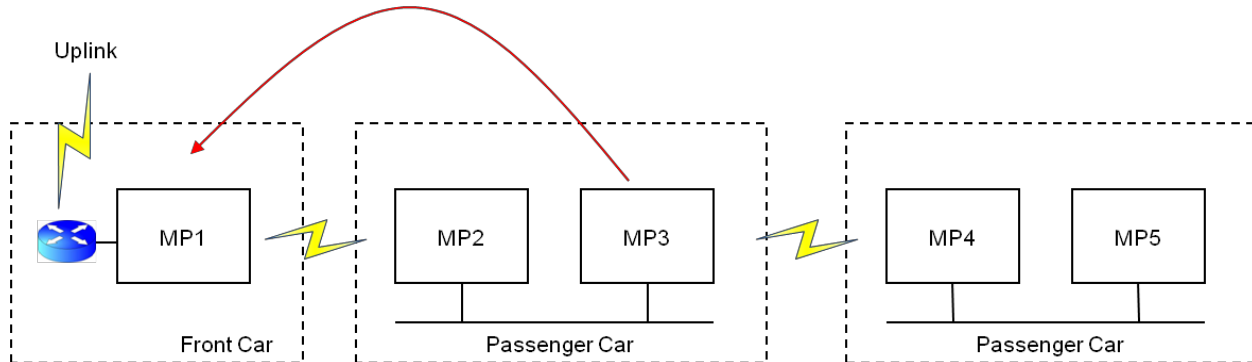 Uplink
MP1
MP2
MP3
MP4
MP5
Front Car
Passenger Car
Passenger Car